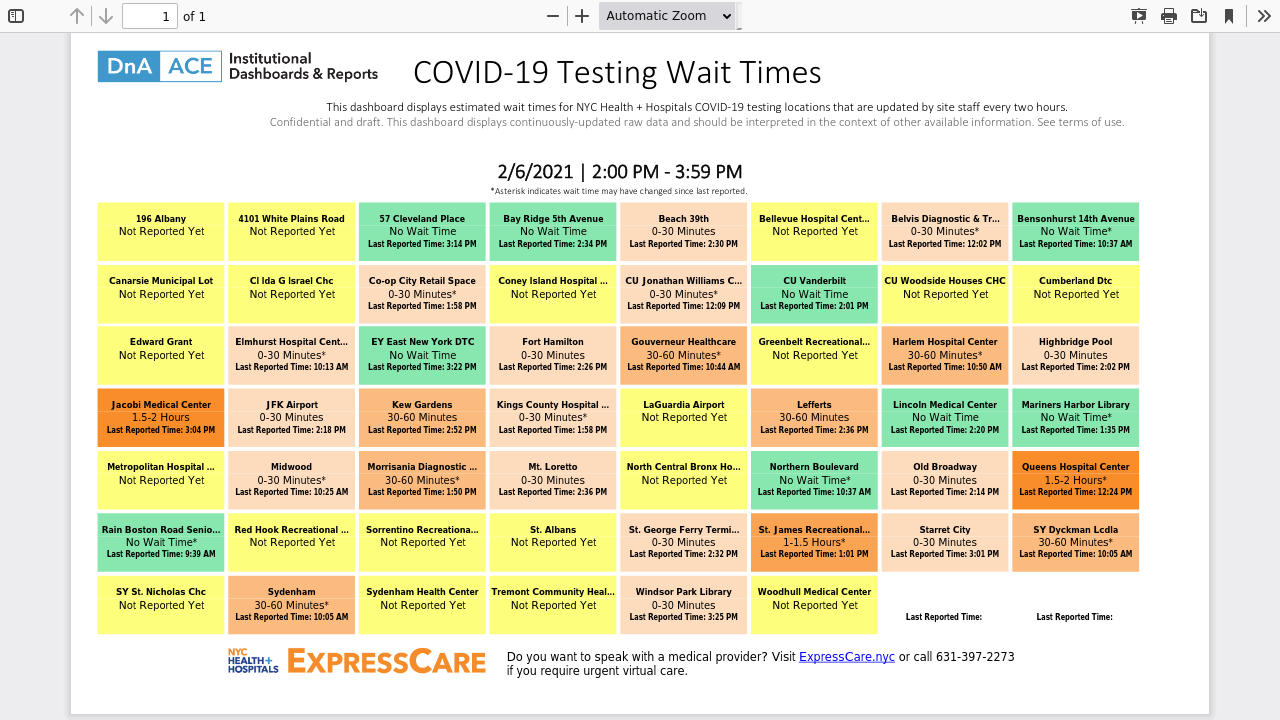 1 of 1
Automatic Zoom
DnA ACE Institutional
Dashboards & Reports
COVID-19 Testing Wait Times
This dashboard displays estimated wait times for NYC Health + Hospitals COVID-19 testing locations that are updated by site staff every two hours.
Confidential and draft. This dashboard displays continuously-updated raw data and should be interpreted in the context of other available information. See terms of use.
2/6/2021 | 2:00 PM - 3:59 PM
*Asterisk indicates wait time may have changed since last reported.
196 Albany
Not Reported Yet
4101 White Plains Road
Not Reported Yet
57 Cleveland Place
No Wait Time
Last Reported Time: 3:14 PM
Bay Ridge 5th Avenue
No Wait Time
Last Reported Time: 2:34 PM
Beach 39th
0-30 Minutes
Last Reported Time: 2:30 PM
Bellevue Hospital Cent...
Not Reported Yet
Belvis Diagnostic & Tr...
0-30 Minutes*
Last Reported Time: 12:02 PM
Bensonhurst 14th Avenue
No Wait Time*
Last Reported Time: 10:37 AM
Canarsie Municipal Lot
Not Reported Yet
CI Ida G Israel Chc
Not Reported Yet
Co-op City Retail Space
0-30 Minutes*
Last Reported Time: 1:58 PM
Coney Island Hospital ...
Not Reported Yet
CU Jonathan Williams C...
0-30 Minutes*
Last Reported Time: 12:09 PM
CU Vanderbilt
No Wait Time
Last Reported Time: 2:01 PM
CU Woodside Houses CHC
Not Reported Yet
Cumberland Dtc
Not Reported Yet
Edward Grant
Not Reported Yet
Elmhurst Hospital Cent...
0-30 Minutes*
Last Reported Time: 10:13 AM
EY East New York DTC
No Wait Time
Last Reported Time: 3:22 PM
Fort Hamilton
0-30 Minutes
Last Reported Time: 2:26 PM
Gouverneur Healthcare
30-60 Minutes*
Last Reported Time: 10:44 AM
Greenbelt Recreational...
Not Reported Yet
Harlem Hospital Center
30-60 Minutes*
Last Reported Time: 10:50 AM
Highbridge Pool
0-30 Minutes
Last Reported Time: 2:02 PM
Jacobi Medical Center
1.5-2 Hours
Last Reported Time: 3:04 PM
JFK Airport
0-30 Minutes
Last Reported Time: 2:18 PM
Kew Gardens
30-60 Minutes
Last Reported Time: 2:52 PM
Kings County Hospital ...
0-30 Minutes*
Last Reported Time: 1:58 PM
LaGuardia Airport
Not Reported Yet
Lefferts
30-60 Minutes
Last Reported Time: 2:36 PM
Lincoln Medical Center
No Wait Time
Last Reported Time: 2:20 PM
Mariners Harbor Library
No Wait Time*
Last Reported Time: 1:35 PM
Metropolitan Hospital ...
Not Reported Yet
Midwood
0-30 Minutes*
Last Reported Time: 10:25 AM
Morrisania Diagnostic ...
30-60 Minutes*
Last Reported Time: 1:50 PM
Mt. Loretto
0-30 Minutes
Last Reported Time: 2:36 PM
North Central Bronx Ho...
Not Reported Yet
Northern Boulevard
No Wait Time*
Last Reported Time: 10:37 AM
Old Broadway
0-30 Minutes
Last Reported Time: 2:14 PM
Queens Hospital Center
1.5-2 Hours*
Last Reported Time: 12:24 PM
Rain Boston Road Senio...
No Wait Time*
Last Reported Time: 9:39 AM
Red Hook Recreational ...
Not Reported Yet
Sorrentino Recreationa...
Not Reported Yet
St. Albans
Not Reported Yet
St. George Ferry Termi...
0-30 Minutes
Last Reported Time: 2:32 PM
St. James Recreational...
1-1.5 Hours*
Last Reported Time: 1:01 PM
Starret City
0-30 Minutes
Last Reported Time: 3:01 PM
SY Dyckman Lcdla
30-60 Minutes*
Last Reported Time: 10:05 AM
SY St. Nicholas Chc
Not Reported Yet
Sydenham
30-60 Minutes*
Last Reported Time: 10:05 AM
Sydenham Health Center
Not Reported Yet
Tremont Community Heal...
Not Reported Yet
Windsor Park Library
0-30 Minutes
Last Reported Time: 3:25 PM
Woodhull Medical Center
Not Reported Yet
Last Reported Time:
Last Reported Time:
NYC
HEALTH+
HOSPITALS
EXPRESSCARE
Do you want to speak with a medical provider? Visit ExpressCare.nyc or call 631-397-2273
if you require urgent virtual care.